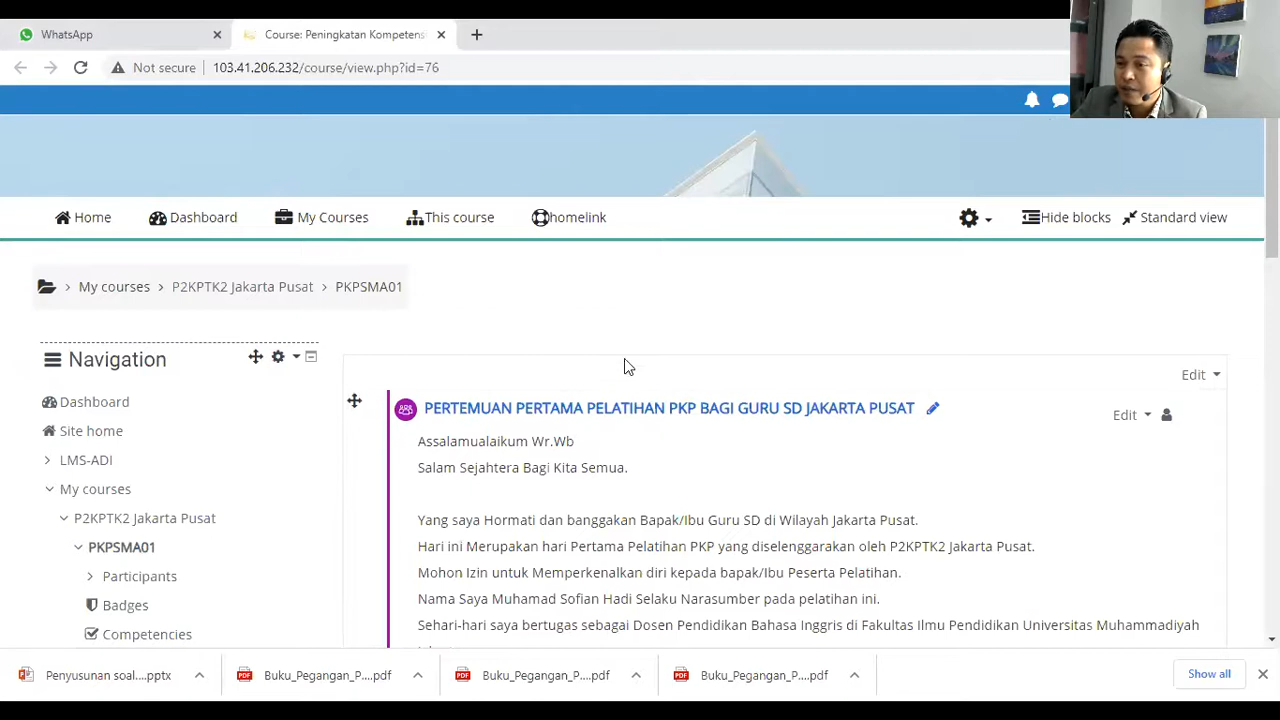 WhatsApp
Course: Peningkatan Kompetens
Not secure
103.41.206.232/course/view.php?id=76
Home
Dashboard
My Courses
This course
homelink
Hide blocks
Standard view
My courses > P2KPTK2 Jakarta Pusat > PKPSMA01
Navigation
Dashboard
Site home
LMS-ADI
My courses
P2KPTK2 Jakarta Pusat
PKPSMA01
Participants
Badges
Competencies
Edit
PERTEMUAN PERTAMA PELATIHAN PKP BAGI GURU SD JAKARTA PUSAT
Edit
Assalamualaikum Wr.Wb
Salam Sejahtera Bagi Kita Semua.
Yang saya Hormati dan banggakan Bapak/Ibu Guru SD di Wilayah Jakarta Pusat.
Hari ini Merupakan hari Pertama Pelatihan PKP yang diselenggarakan oleh P2KPTK2 Jakarta Pusat.
Mohon Izin untuk Memperkenalkan diri kepada bapak/Ibu Peserta Pelatihan.
Nama Saya Muhamad Sofian Hadi Selaku Narasumber pada pelatihan ini.
Sehari-hari saya bertugas sebagai Dosen Pendidikan Bahasa Inggris di Fakultas Ilmu Pendidikan Universitas Muhammadiyah
Penyusunan soal....pptx
Buku_Pegangan_P....pdf
Buku_Pegangan_P....pdf
Buku_Pegangan_P....pdf
Show all